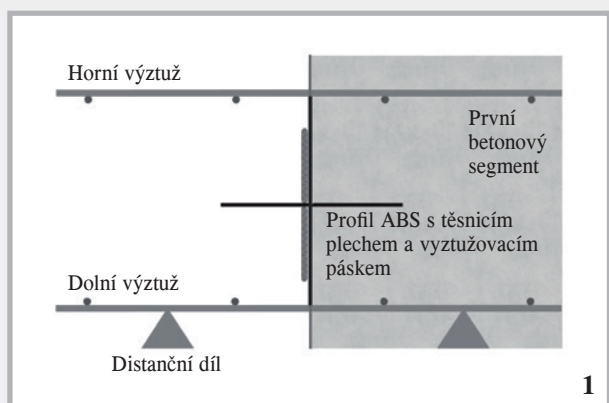 Horní výztuž
První
betonový
segment
Profil ABS s těsnicím
plechem a vyztužovacím
páskem
Dolní výztuž
Distanční díl
1